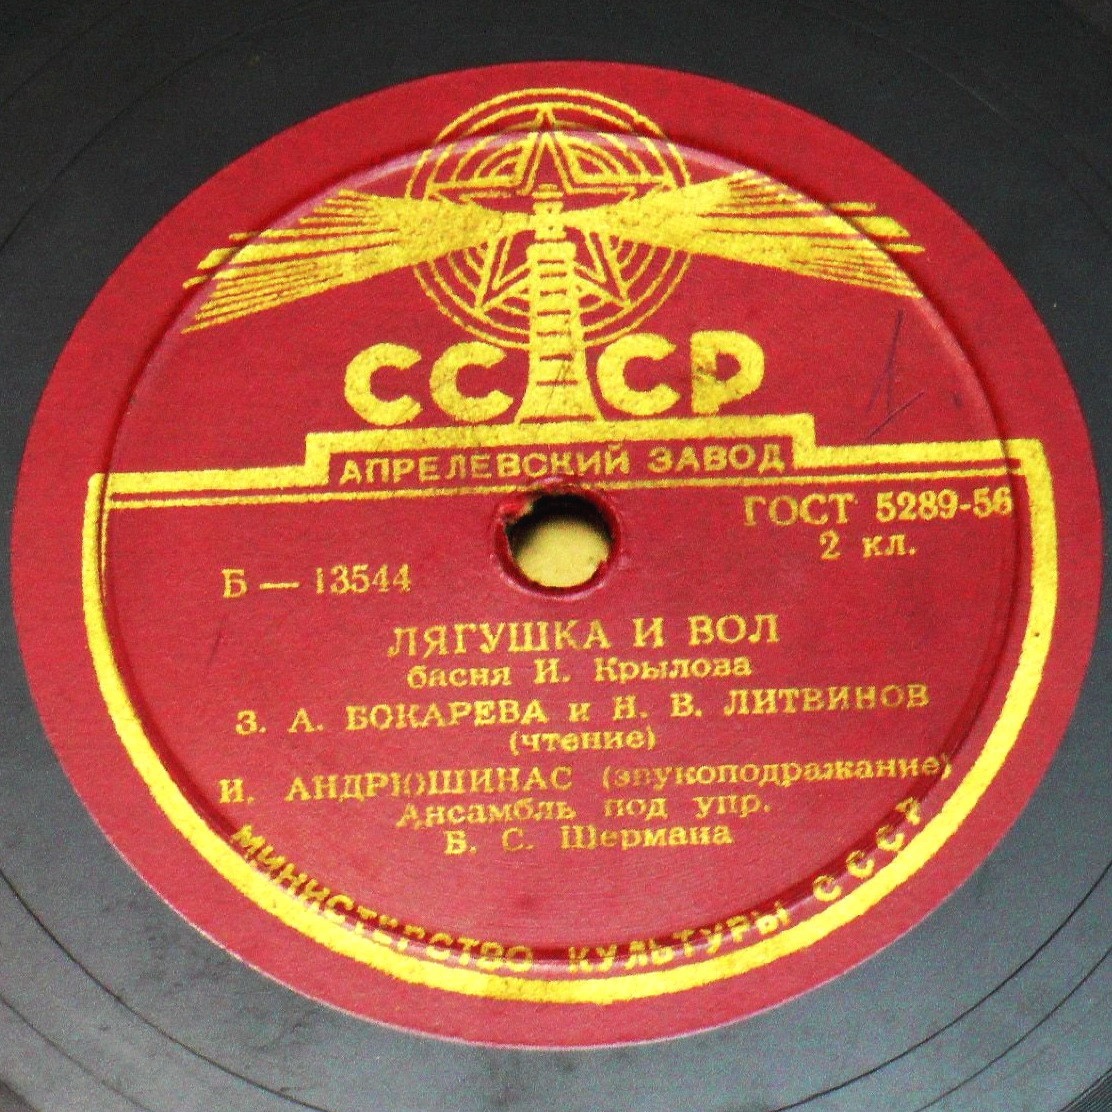 СССР
АПРЕЛЕВСКИЙ ЗАВОД
ГОСТ 5289-56
2 кл.
Б — 13544
ЛЯГУШКА И ВОЛ
басня И. Крылова
З. А. БОКАРЕВА и Н. В. ЛИТВИНОВ
(чтение)
И. АНДРЮШИНАС (звукоподражание)
Ансамбль под упр.
Б. С. Шермана
МИНИСТЕРСТВО КУЛЬТУРЫ СССР